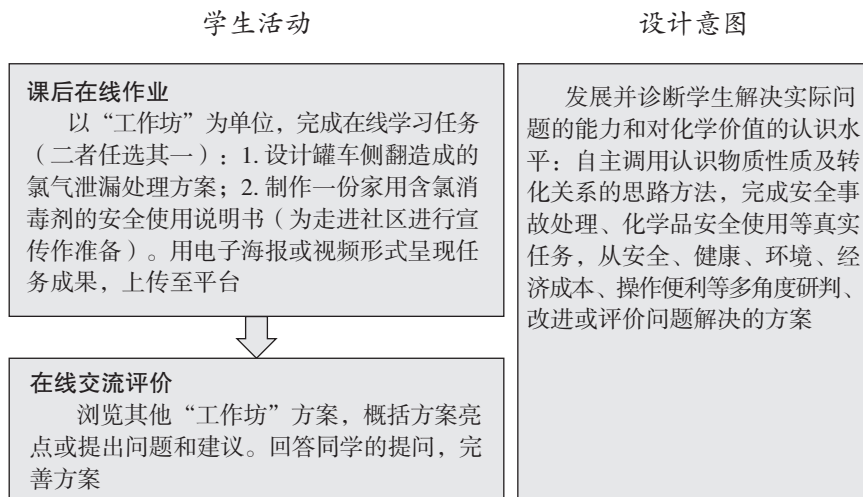 学生活动
设计意图
课后在线作业
以“工作坊”为单位，完成在线学习任务
（二者任选其一）：1. 设计罐车侧翻造成的
氯气泄漏处理方案；2. 制作一份家用含氯消
毒剂的安全使用说明书（为走进社区进行宣
传作准备）。用电子海报或视频形式呈现任
务成果，上传至平台
在线交流评价
浏览其他“工作坊”方案，概括方案亮
点或提出问题和建议。回答同学的提问，完
善方案
发展并诊断学生解决实际问
题的能力和对化学价值的认识水
平：自主调用认识物质性质及转
化关系的思路方法，完成安全事
故处理、化学品安全使用等真实
任务，从安全、健康、环境、经
济成本、操作便利等多角度研判、
改进或评价问题解决的方案